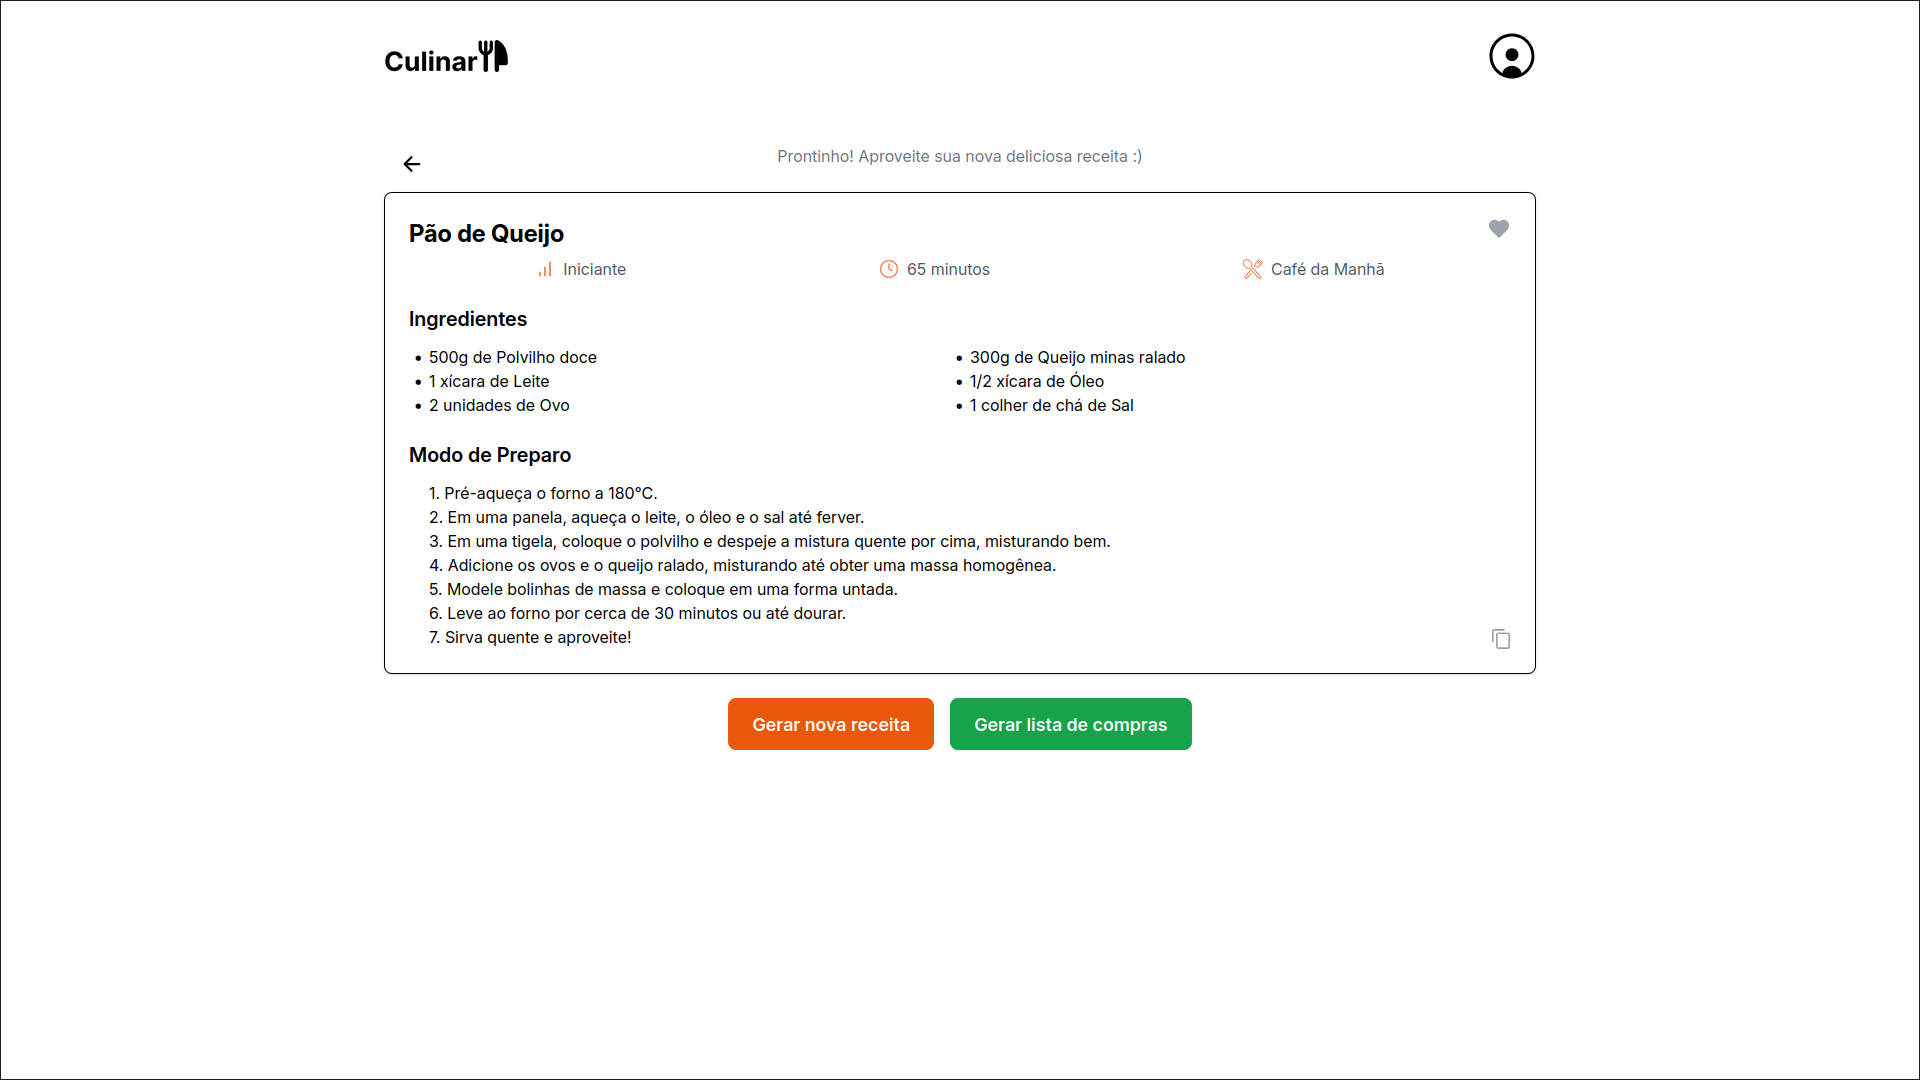 Culinar
Prontinho! Aproveite sua nova deliciosa receita :)
Pão de Queijo
Iniciante
65 minutos
Café da Manhã
Ingredientes
• 500g de Polvilho doce
• 300g de Queijo minas ralado
• 1 xícara de Leite
• 1/2 xícara de Óleo
• 2 unidades de Ovo
• 1 colher de chá de Sal
Modo de Preparo
1. Pré-aqueça o forno a 180°C.
2. Em uma panela, aqueça o leite, o óleo e o sal até ferver.
3. Em uma tigela, coloque o polvilho e despeje a mistura quente por cima, misturando bem.
4. Adicione os ovos e o queijo ralado, misturando até obter uma massa homogênea.
5. Modele bolinhas de massa e coloque em uma forma untada.
6. Leve ao forno por cerca de 30 minutos ou até dourar.
7. Sirva quente e aproveite!
Gerar nova receita
Gerar lista de compras